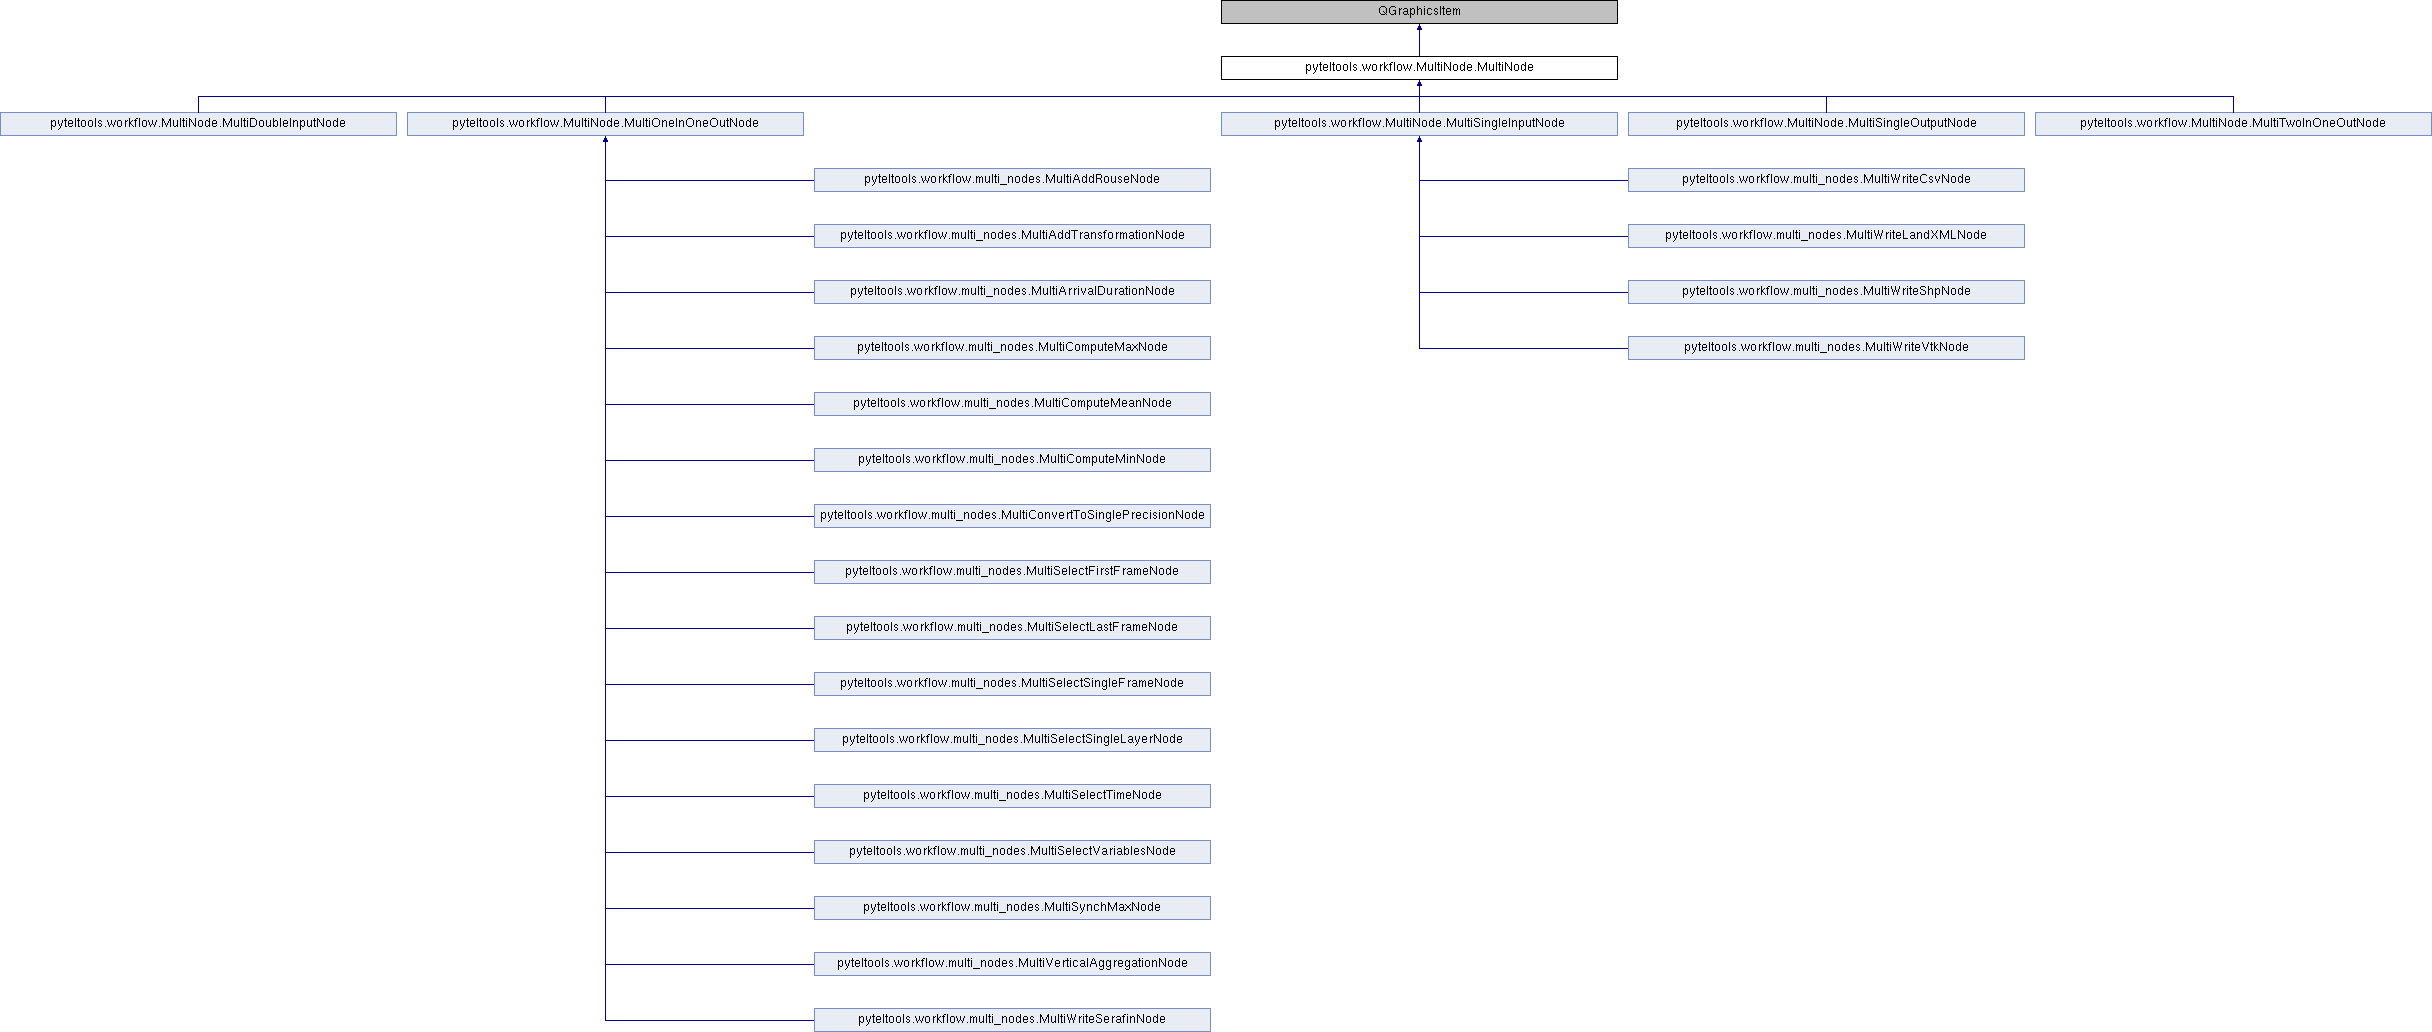 QGraphicsItem
pyteltools.workflow.MultiNode.MultiNode
pyteltools.workflow.MultiNode.MultiDoubleInputNode
pyteltools.workflow.MultiNode.MultiOneInOneOutNode
pyteltools.workflow.MultiNode.MultiSingleInputNode
pyteltools.workflow.MultiNode.MultiSingleOutputNode
pyteltools.workflow.MultiNode.MultiTwoInOneOutNode
pyteltools.workflow.multi_nodes.MultiAddRouseNode
pyteltools.workflow.multi_nodes.MultiAddTransformationNode
pyteltools.workflow.multi_nodes.MultiArrivalDurationNode
pyteltools.workflow.multi_nodes.MultiComputeMaxNode
pyteltools.workflow.multi_nodes.MultiComputeMeanNode
pyteltools.workflow.multi_nodes.MultiComputeMinNode
pyteltools.workflow.multi_nodes.MultiConvertToSinglePrecisionNode
pyteltools.workflow.multi_nodes.MultiSelectFirstFrameNode
pyteltools.workflow.multi_nodes.MultiSelectLastFrameNode
pyteltools.workflow.multi_nodes.MultiSelectSingleFrameNode
pyteltools.workflow.multi_nodes.MultiSelectSingleLayerNode
pyteltools.workflow.multi_nodes.MultiSelectTimeNode
pyteltools.workflow.multi_nodes.MultiSelectVariablesNode
pyteltools.workflow.multi_nodes.MultiSynchMaxNode
pyteltools.workflow.multi_nodes.MultiVerticalAggregationNode
pyteltools.workflow.multi_nodes.MultiWriteSerafinNode
pyteltools.workflow.multi_nodes.MultiWriteCsvNode
pyteltools.workflow.multi_nodes.MultiWriteLandXMLNode
pyteltools.workflow.multi_nodes.MultiWriteShpNode
pyteltools.workflow.multi_nodes.MultiWriteVtkNode